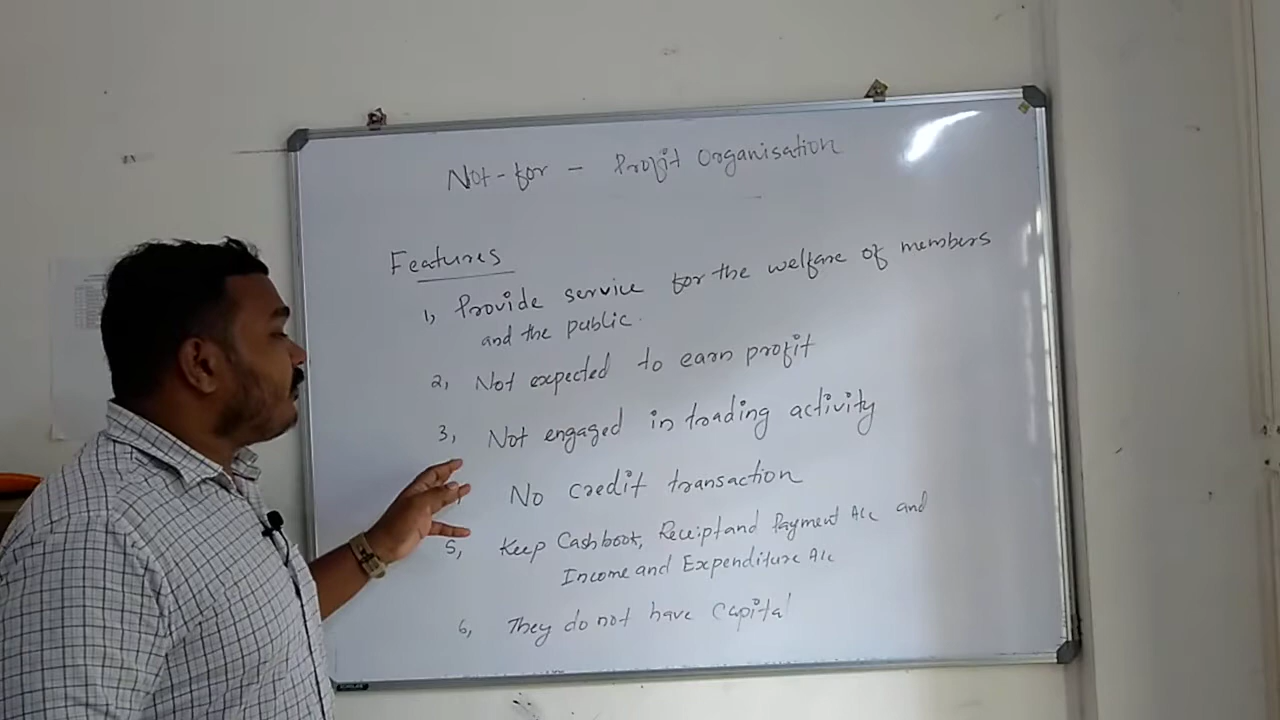 Not-for - Profit Organisation
Features
1, Provide service for the welfare of members
and the public.
2, Not expected to earn profit
3, Not engaged in trading activity
, No credit transaction
5, Keep Cashbook, Receipt and Payment A/c and
Income and Expenditure A/c
6, They do not have Capital